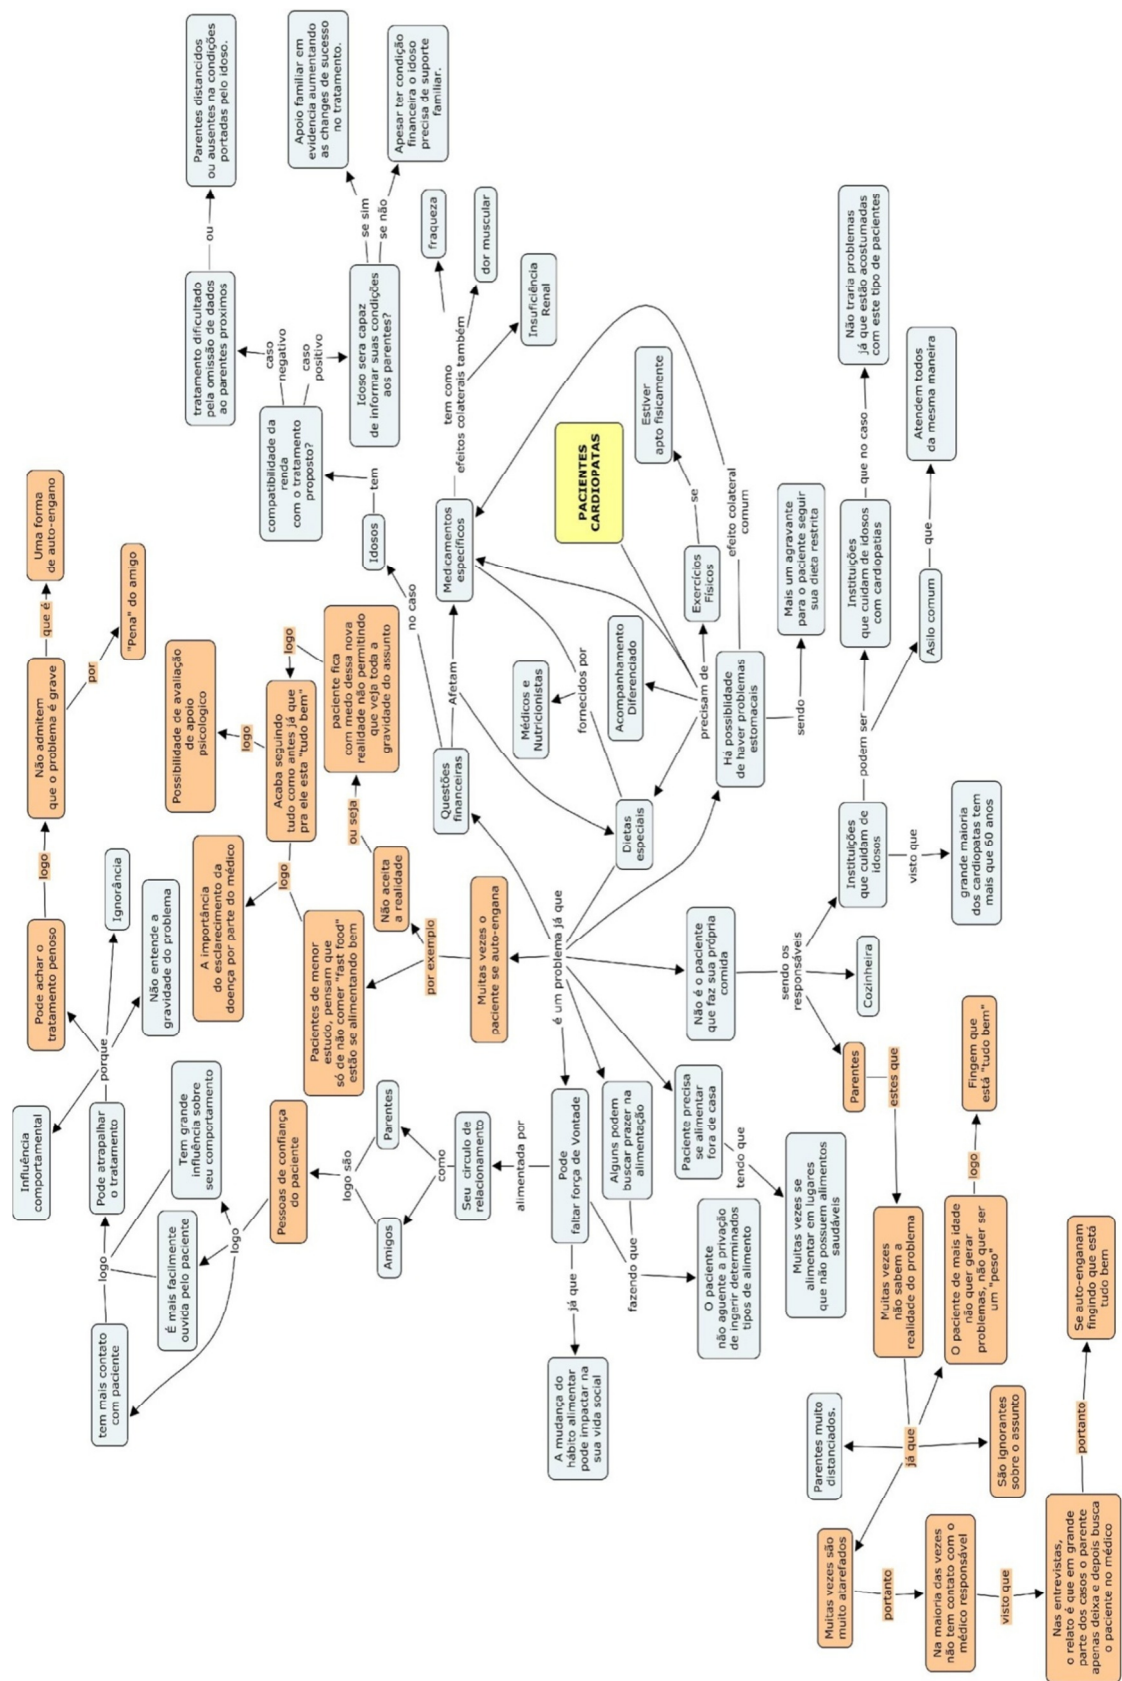 Influência
comportamental
tem mais contato
com paciente
logo
Pode atrapalhar
o tratamento
porque
Pode achar o
tratamento penoso
logo
Não admitem
que o problema é grave
que é
Uma forma
de auto-engano
por
"Pena" do amigo
Ignorância
Não entende a
gravidade do problema
É mais facilmente
ouvida pelo paciente
Tem grande
influência sobre
seu comportamento
logo
Pessoas de confiança
do paciente
logo são
Amigos
Parentes
como
Seu circulo de
relacionamento
alimentada por
Pode
faltar força de Vontade
já que
A mudança do
hábito alimentar
pode impactar na
sua vida social
Alguns podem
buscar prazer na
alimentação
fazendo que
O paciente
não aguente a privação
de ingerir determinados
tipos de alimento
Paciente precisa
se alimentar
fora de casa
tendo que
Muitas vezes se
alimentar em lugares
que não possuem alimentos
saudáveis
é um problema já que
Muitas vezes o
paciente se auto-engana
por exemplo
Pacientes de menor
estudo, pensam que
só de não comer "fast food"
estão se alimentando bem
Não aceita
a realidade
ou seja
paciente fica
com medo dessa nova
realidade não permitindo
que veja toda a
gravidade do assunto
logo
logo
Acaba seguindo
tudo como antes já que
pra ele esta "tudo bem"
logo
A importância
do esclarecimento da
doença por parte do médico
Possibilidade de avaliação
de apoio
psicologico
Questões
financeiras
Afetam
no caso
Idosos
tem
compatibilidade da
renda
com o tratamento
proposto?
caso
negativo
caso
positivo
tratamento dificultado
pela omissão de dados
ao parentes proximos
ou
Parentes distancidos
ou ausentes na condições
portadas pelo idoso.
Idoso sera capaz
de informar suas condições
aos parentes?
se sim
se não
Apoio familiar em
evidencia aumentando
as changes de sucesso
no tratamento.
Apesar ter condição
financeira o idoso
precisa de suporte
familiar.
Medicamentos
específicos
tem como
efeitos colaterais também
fraqueza
dor muscular
Insuficiência
Renal
fornecidos por
Médicos e
Nutricionistas
PACIENTES
CARDIOPATAS
precisam de
Dietas
especiais
Acompanhamento
Diferenciado
Exercícios
Físicos
se
Estiver
apto fisicamente
Há possiblidade
de haver problemas
estomacais
efeito colateral
comum
sendo
Mais um agravante
para o paciente seguir
sua dieta restrita
Não é o paciente
que faz sua própria
comida
sendo os
responsáveis
Parentes
Cozinheira
Instituições
que cuidam de
idosos
podem ser
Instituições
que cuidam de idosos
com cardiopatias
que no caso
Não traria problemas
já que estão acostumadas
com este tipo de pacientes
Asilo comum
que
Atendem todos
da mesma maneira
visto que
grande maioria
dos cardiopatas tem
mais que 60 anos
estes que
Muitas vezes
não sabem a
realidade do problema
já que
Parentes muito
distanciados.
O paciente de mais idade
não quer gerar
problemas, não quer ser
um "peso"
logo
Fingem que
está "tudo bem"
São ignorantes
sobre o assunto
Muitas vezes são
muito atarefados
portanto
Na maioria das vezes
não tem contato com o
médico responsável
visto que
Nas entrevistas,
o relato é que em grande
parte dos casos o parente
apenas deixa e depois busca
o paciente no médico
portanto
Se auto-enganam
fingindo que está
tudo bem